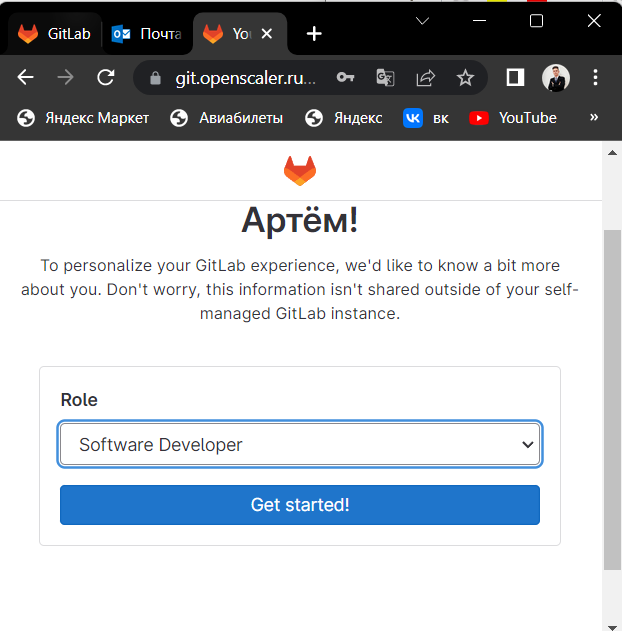 GitLab
Почта
Yo
git.openscaler.ru...
Яндекс Маркет
Авиабилеты
Яндекс
вк
YouTube
»
Артём!
To personalize your GitLab experience, we'd like to know a bit more
about you. Don't worry, this information isn't shared outside of your self-
managed GitLab instance.
Role
Software Developer
Get started!